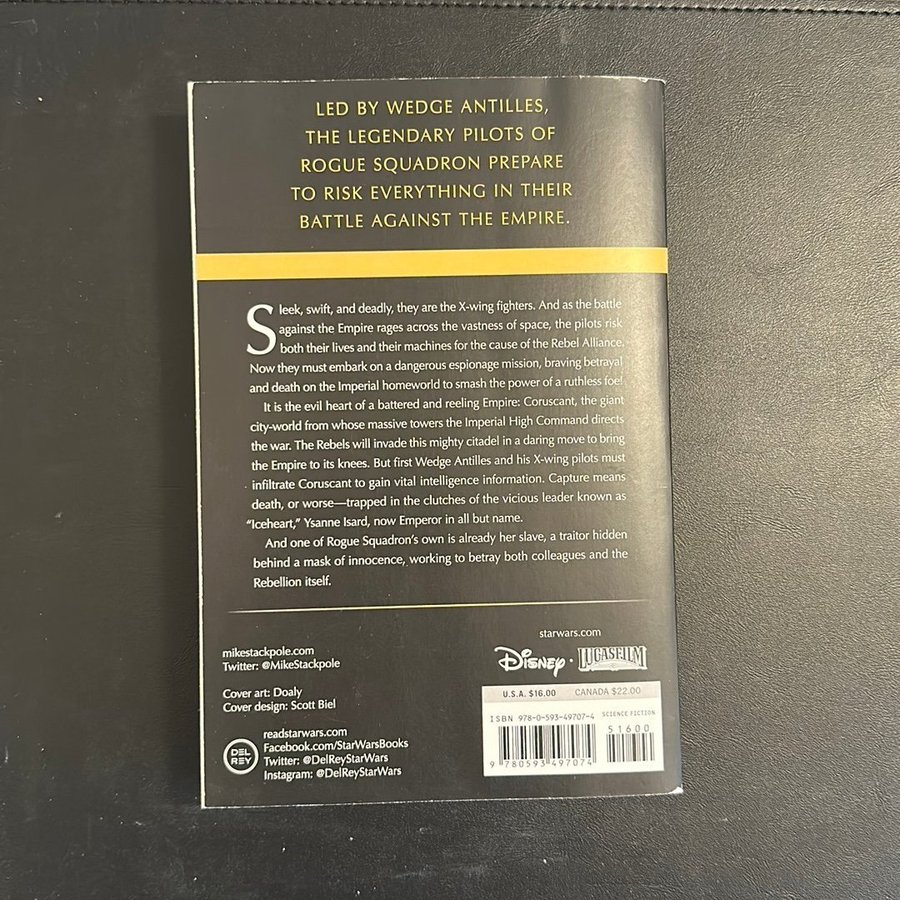 LED BY WEDGE ANTILLES,
THE LEGENDARY PILOTS OF
ROGUE SQUADRON PREPARE
TO RISK EVERYTHING IN THEIR
BATTLE AGAINST THE EMPIRE.
Sleek, swift, and deadly, they are the X-wing fighters. And as the battle
against the Empire rages across the vastness of space, the pilots risk
both their lives and their machines for the cause of the Rebel Alliance.
Now they must embark on a dangerous espionage mission, braving betrayal
and death on the Imperial homeworld to smash the power of a ruthless foe!
It is the evil heart of a battered and reeling Empire: Coruscant, the giant
city-world from whose massive towers the Imperial High Command directs
the war. The Rebels will invade this mighty citadel in a daring move to bring
the Empire to its knees. But first Wedge Antilles and his X-wing pilots must
infiltrate Coruscant to gain vital intelligence information. Capture means
death, or worse—trapped in the clutches of the vicious leader known as
“Iceheart,” Ysanne Isard, now Emperor in all but name.
And one of Rogue Squadron’s own is already her slave, a traitor hidden
behind a mask of innocence, working to betray both colleagues and the
Rebellion itself.
mikestackpole.com
Twitter: @MikeStackpole
Cover art: Doaly
Cover design: Scott Biel
DEL REY
readstarwars.com
Facebook.com/StarWarsBooks
Twitter: @DelReyStarWars
Instagram: @DelReyStarWars
starwars.com
Disney · LUCASFILM
U.S.A. $16.00 CANADA $22.00
ISBN 978-0-593-49707-4 SCIENCE FICTION
51600
9 780593 497074